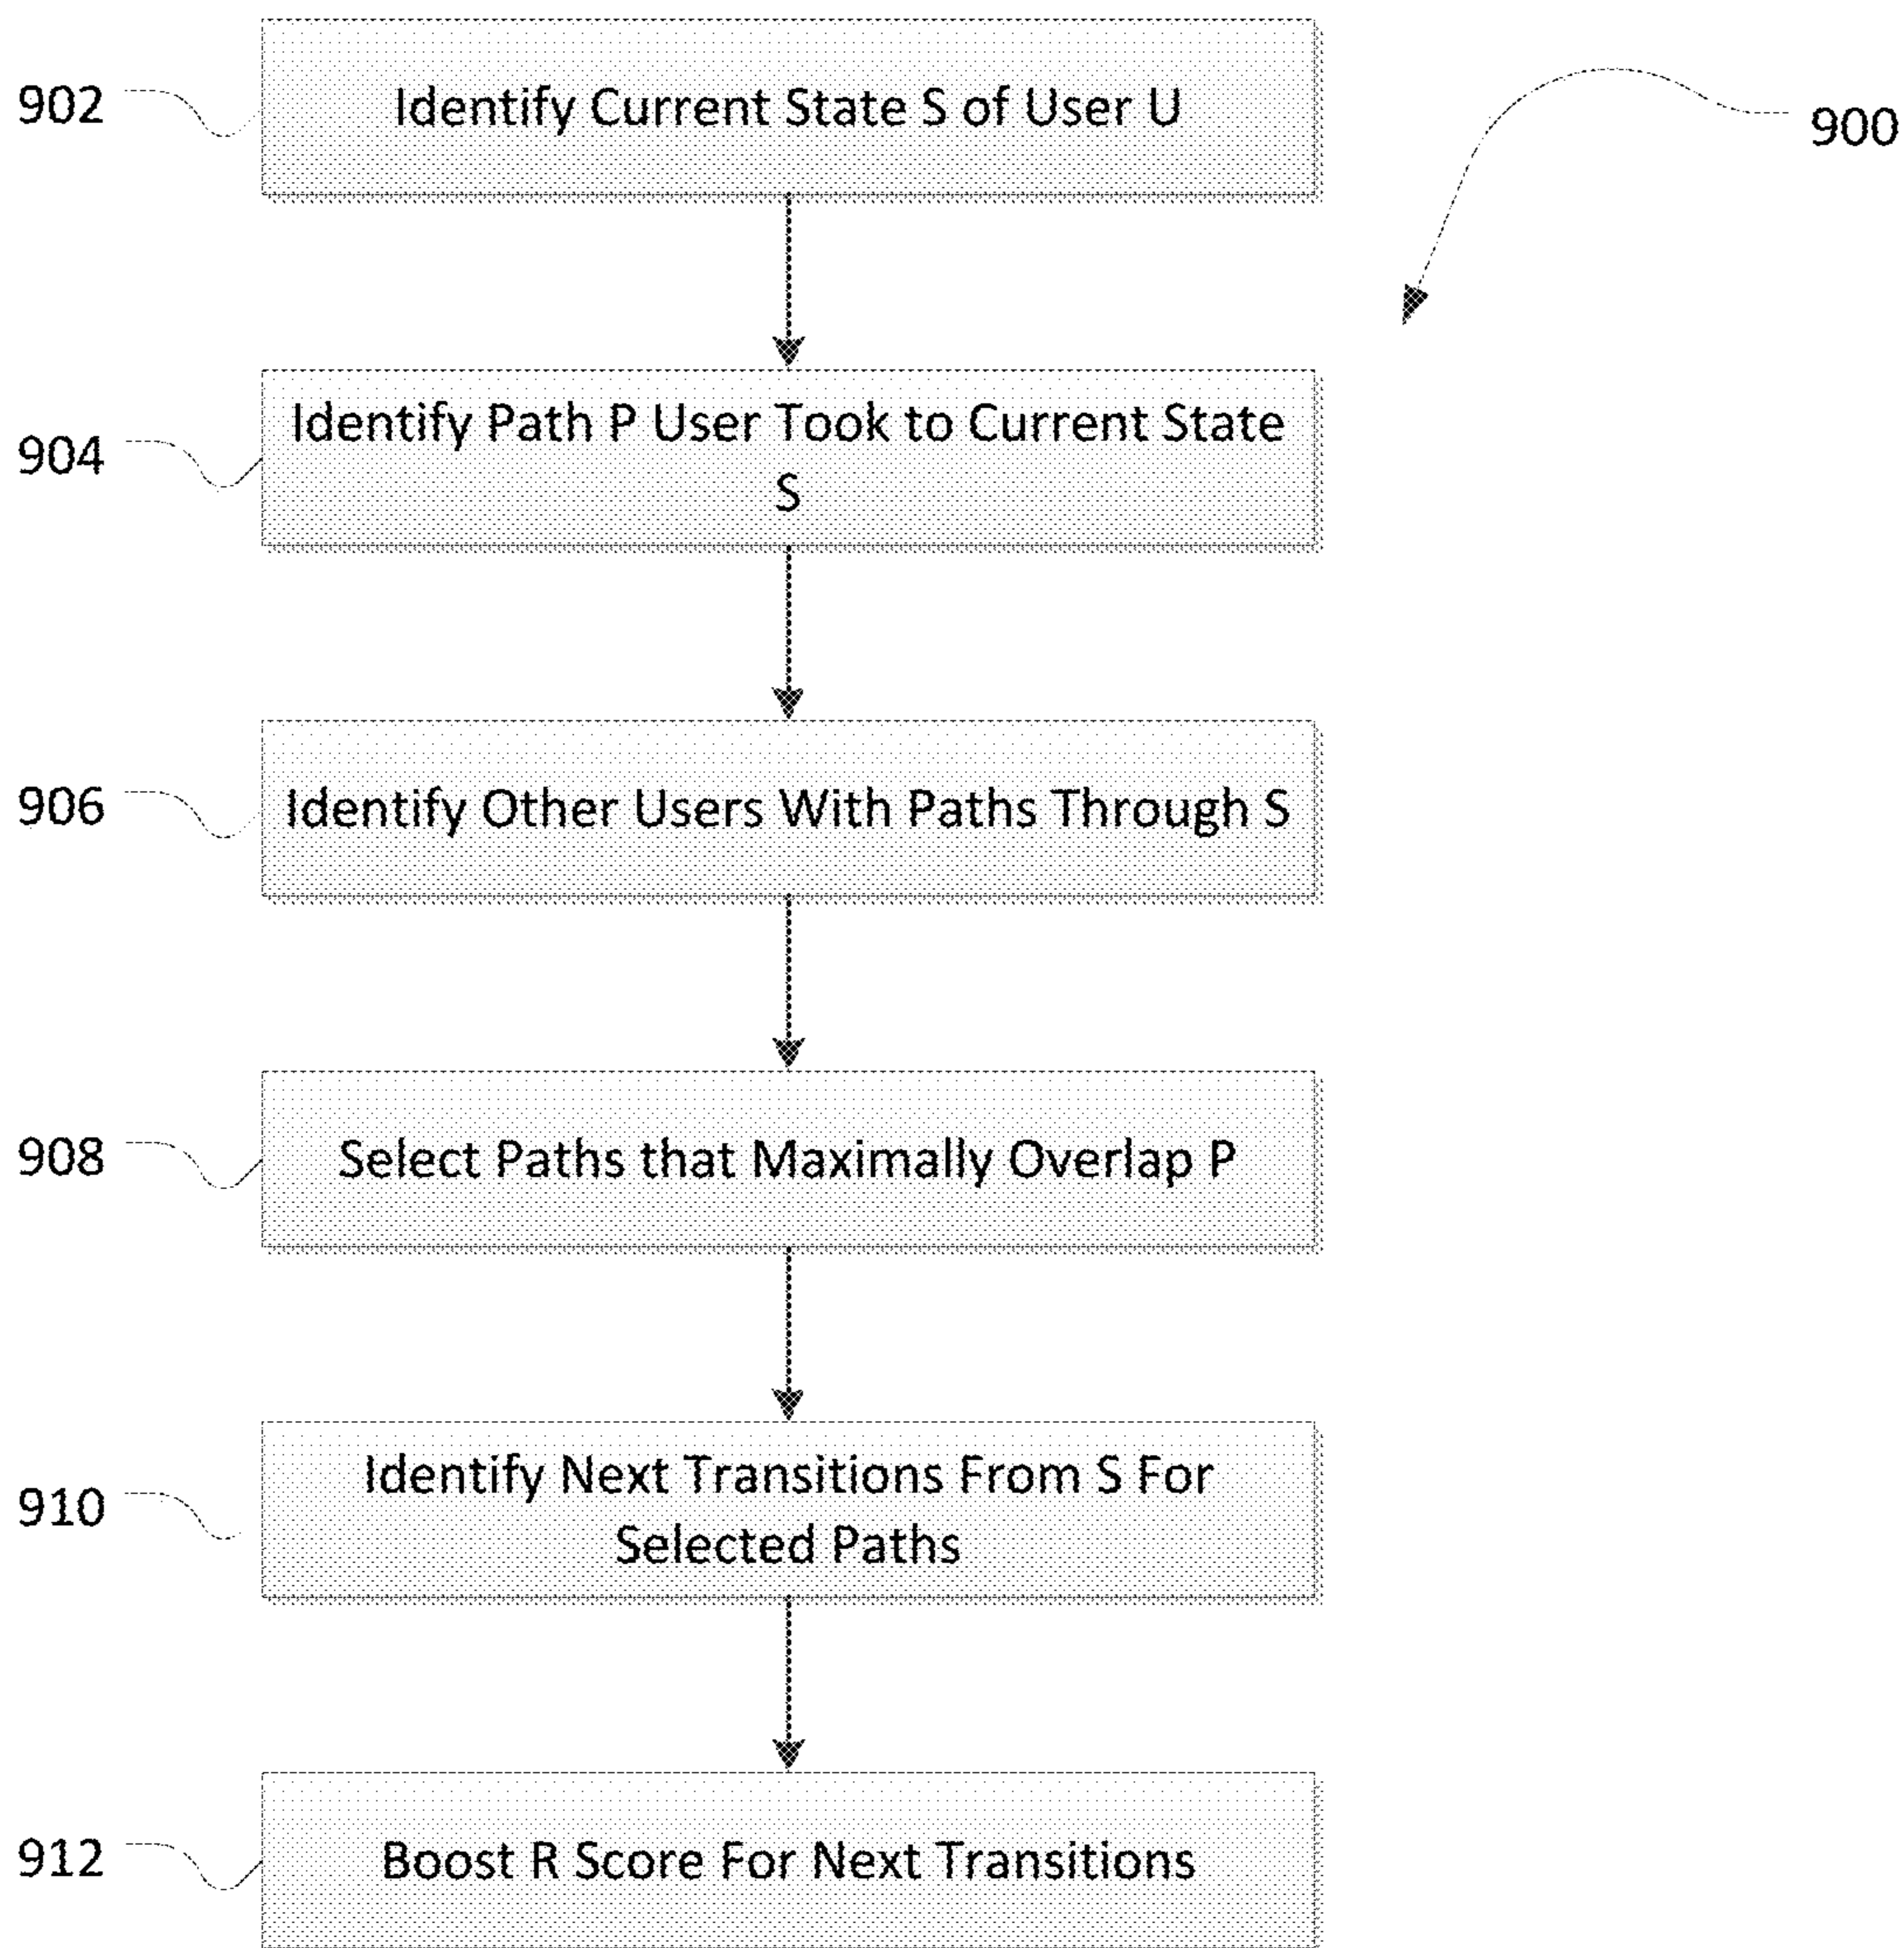 902
Identify Current State S of User U
900
904
Identify Path P User Took to Current State
S
906
Identify Other Users With Paths Through S
908
Select Paths that Maximally Overlap P
910
Identify Next Transitions From S For
Selected Paths
912
Boost R Score For Next Transitions